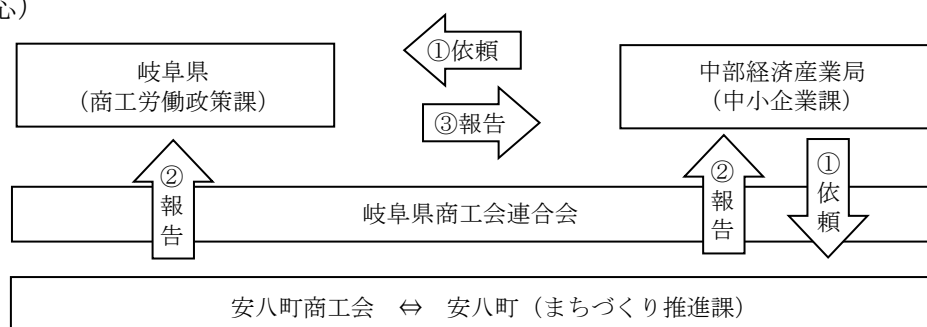 心）
①依頼
岐阜県
（商工労働政策課）
中部経済産業局
（中小企業課）
③報告
②報告
②報告
①依頼
岐阜県商工会連合会
安八町商工会　⇔　安八町（まちづくり推進課）